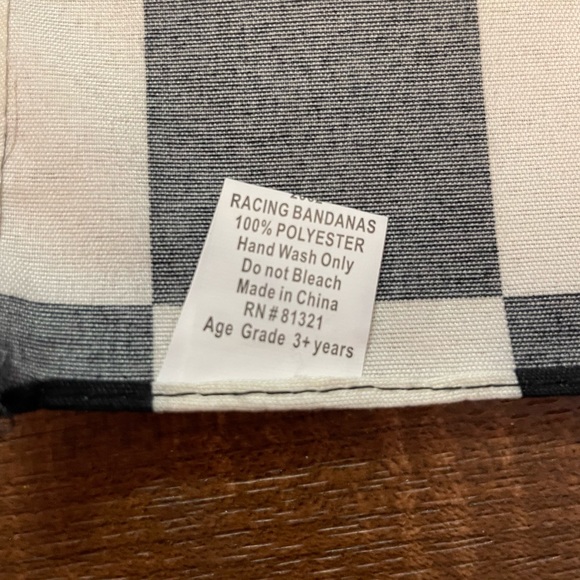 RACING BANDANAS
100% POLYESTER
Hand Wash Only
Do not Bleach
Made in China
RN # 81321
Age Grade 3+ years